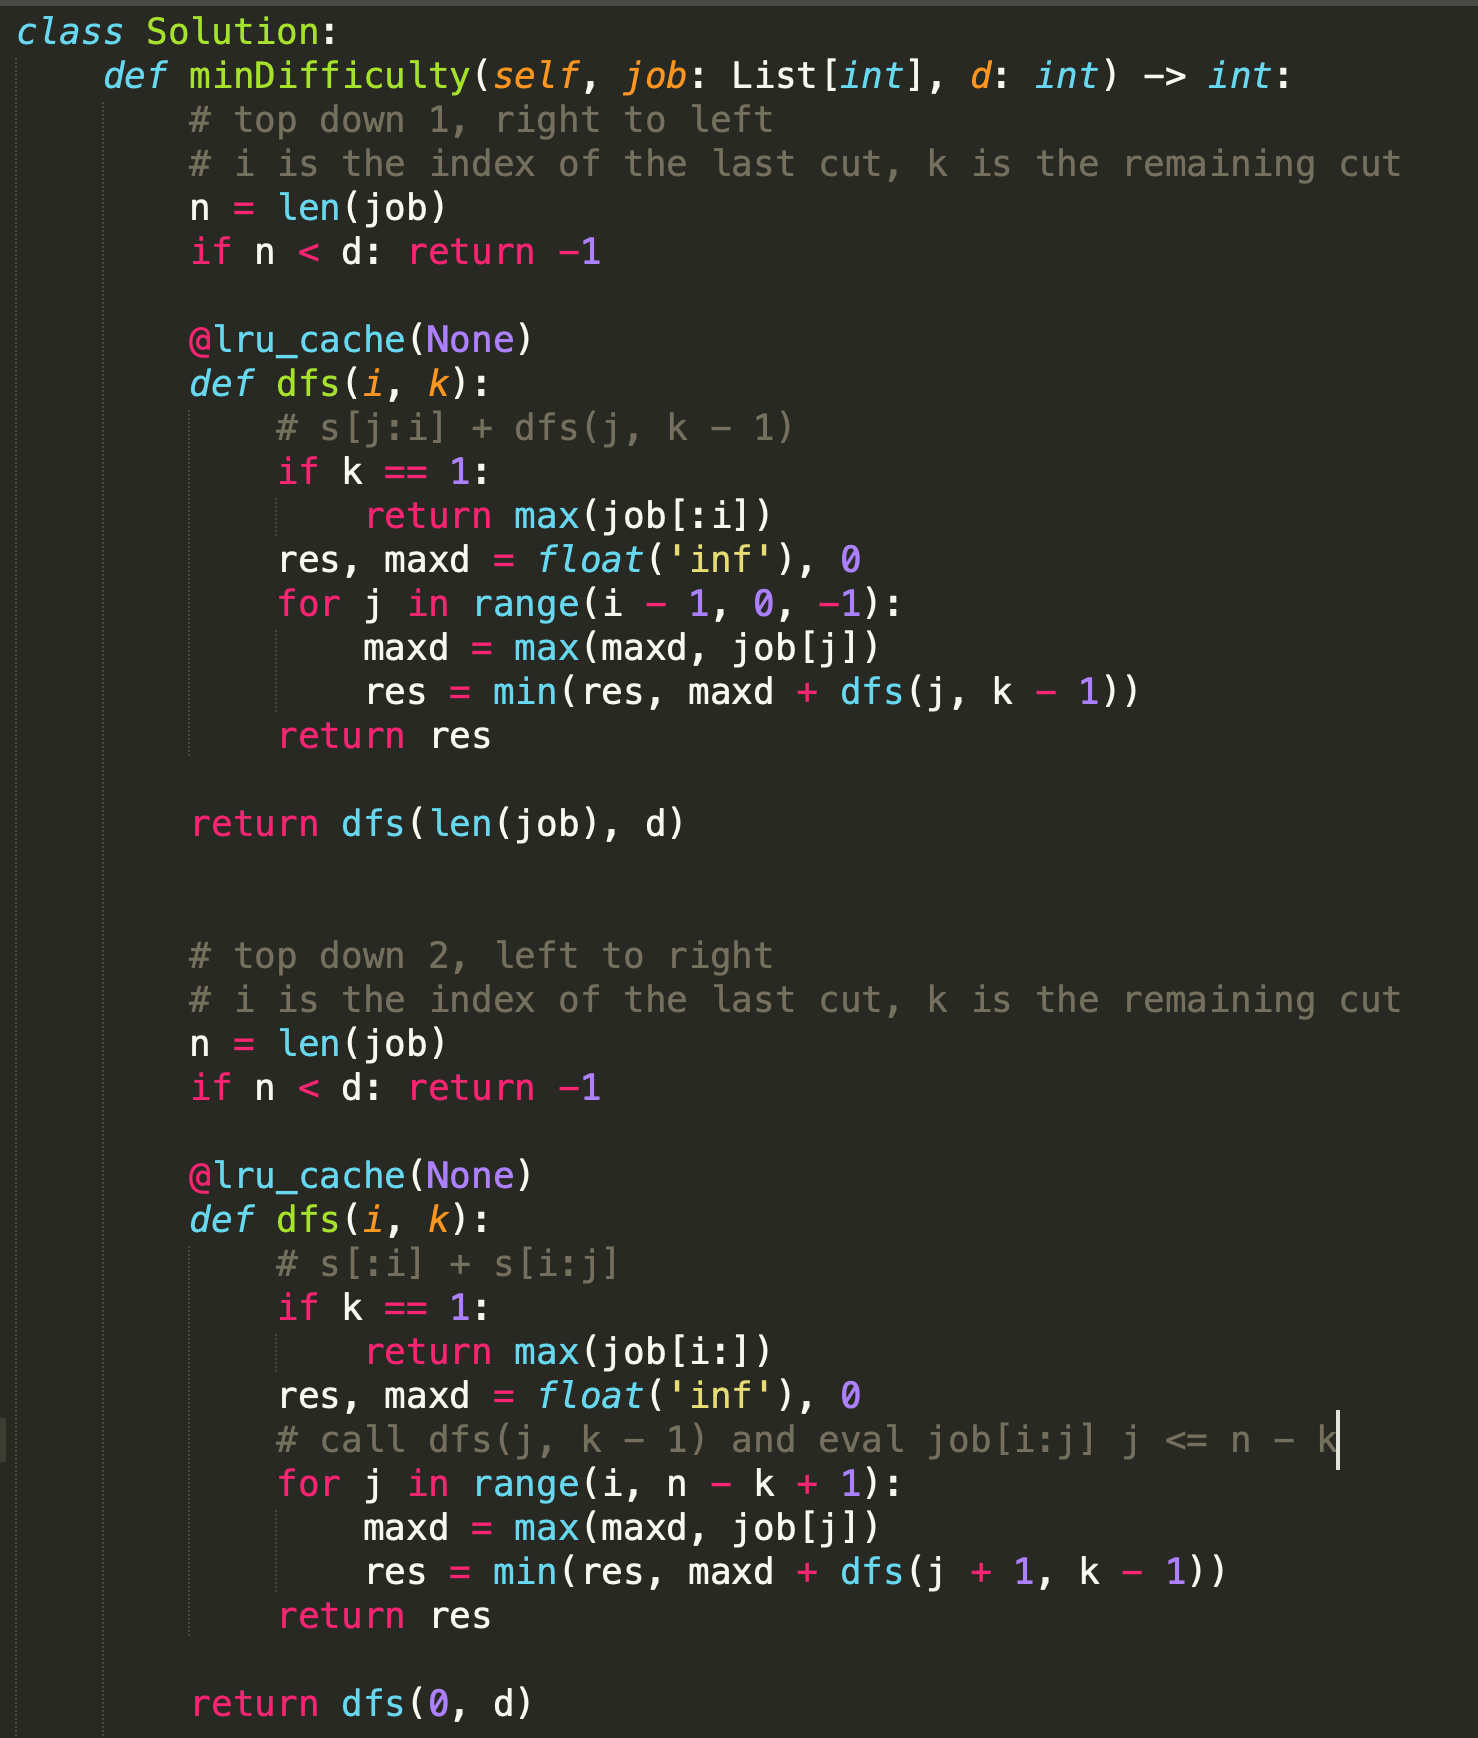 class Solution:
    def minDifficulty(self, job: List[int], d: int) -> int:
        # top down 1, right to left
        # i is the index of the last cut, k is the remaining cut
        n = len(job)
        if n < d: return -1

        @lru_cache(None)
        def dfs(i, k):
            # s[j:i] + dfs(j, k - 1)
            if k == 1:
                return max(job[:i])
            res, maxd = float('inf'), 0
            for j in range(i - 1, 0, -1):
                maxd = max(maxd, job[j])
                res = min(res, maxd + dfs(j, k - 1))
            return res

        return dfs(len(job), d)


        # top down 2, left to right
        # i is the index of the last cut, k is the remaining cut
        n = len(job)
        if n < d: return -1

        @lru_cache(None)
        def dfs(i, k):
            # s[:i] + s[i:j]
            if k == 1:
                return max(job[i:])
            res, maxd = float('inf'), 0
            # call dfs(j, k - 1) and eval job[i:j] j <= n - k
            for j in range(i, n - k + 1):
                maxd = max(maxd, job[j])
                res = min(res, maxd + dfs(j + 1, k - 1))
            return res

        return dfs(0, d)